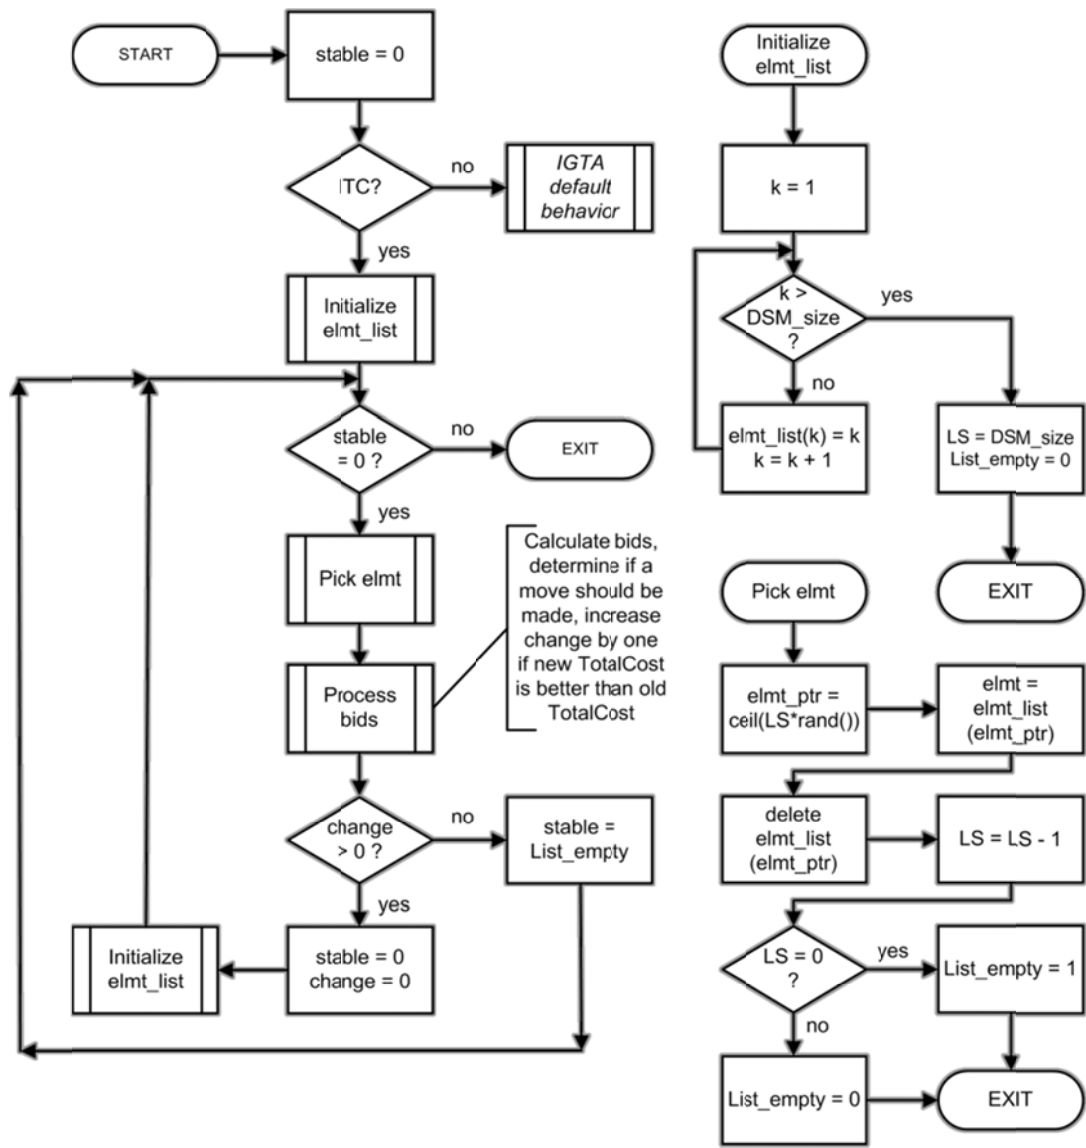 START
stable = 0
ITC?
no
IGTA
default
behavior
yes
Initialize
elmt_list
stable
= 0 ?
no
EXIT
yes
Pick elmt
Process
bids
Calculate bids,
determine if a
move should be
made, increase
change by one
if new TotalCost
is better than old
TotalCost
change
> 0 ?
no
stable =
List_empty
yes
stable = 0
change = 0
Initialize
elmt_list
Initialize
elmt_list
k = 1
k >
DSM_size
?
yes
no
elmt_list(k) = k
k = k + 1
LS = DSM_size
List_empty = 0
EXIT
Pick elmt
elmt_ptr =
ceil(LS*rand())
elmt =
elmt_list
(elmt_ptr)
delete
elmt_list
(elmt_ptr)
LS = LS - 1
LS = 0
?
yes
List_empty = 1
no
List_empty = 0
EXIT